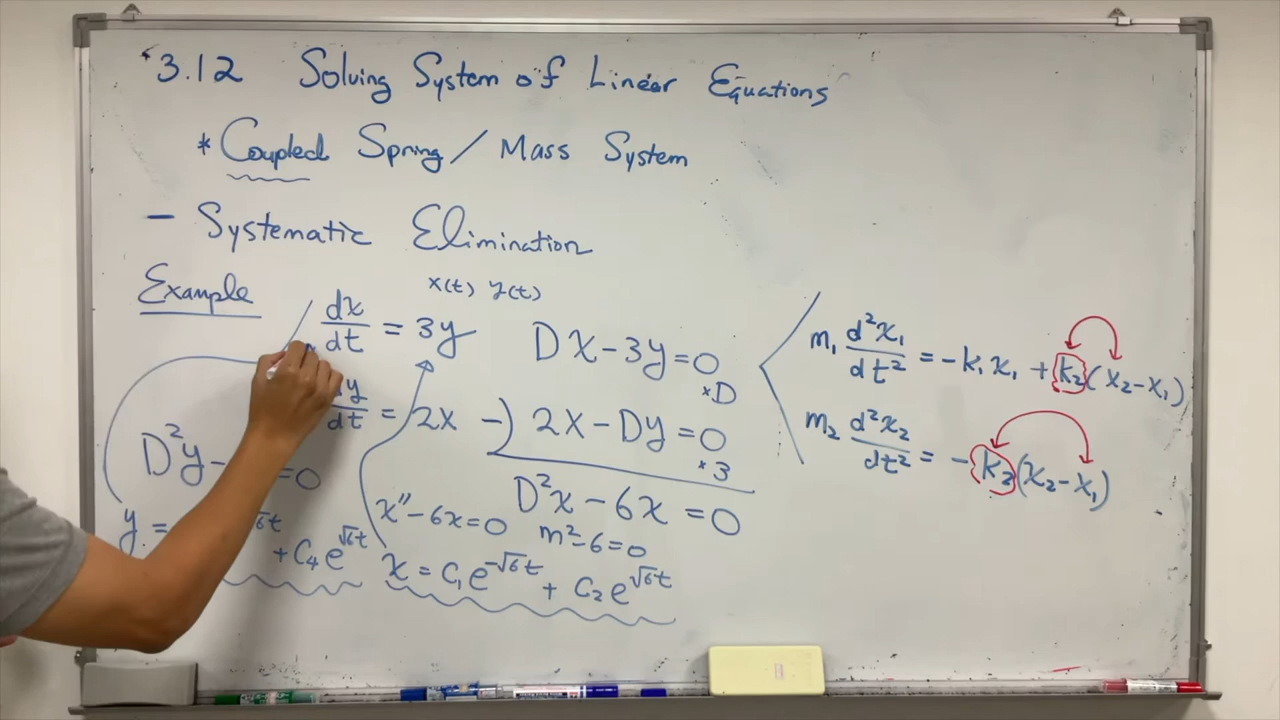 3.12 Solving System of Linear Equations
* Coupled Spring / Mass System
- Systematic Elimination
Example
x(t) y(t)
dx/dt = 3y
dy/dt = 2x
Dx - 3y = 0
×D
-) 2x - Dy = 0
×3
D²x - 6x = 0
x'' - 6x = 0
m² - 6 = 0
x = C₁e^{-√6t} + C₂e^{√6t}
D²y - = 0
y = √6t + C₄e^{√6t}
m₁ d²x₁/dt² = -k₁x₁ + k₂(x₂-x₁)
m₂ d²x₂/dt² = -k₂(x₂-x₁)